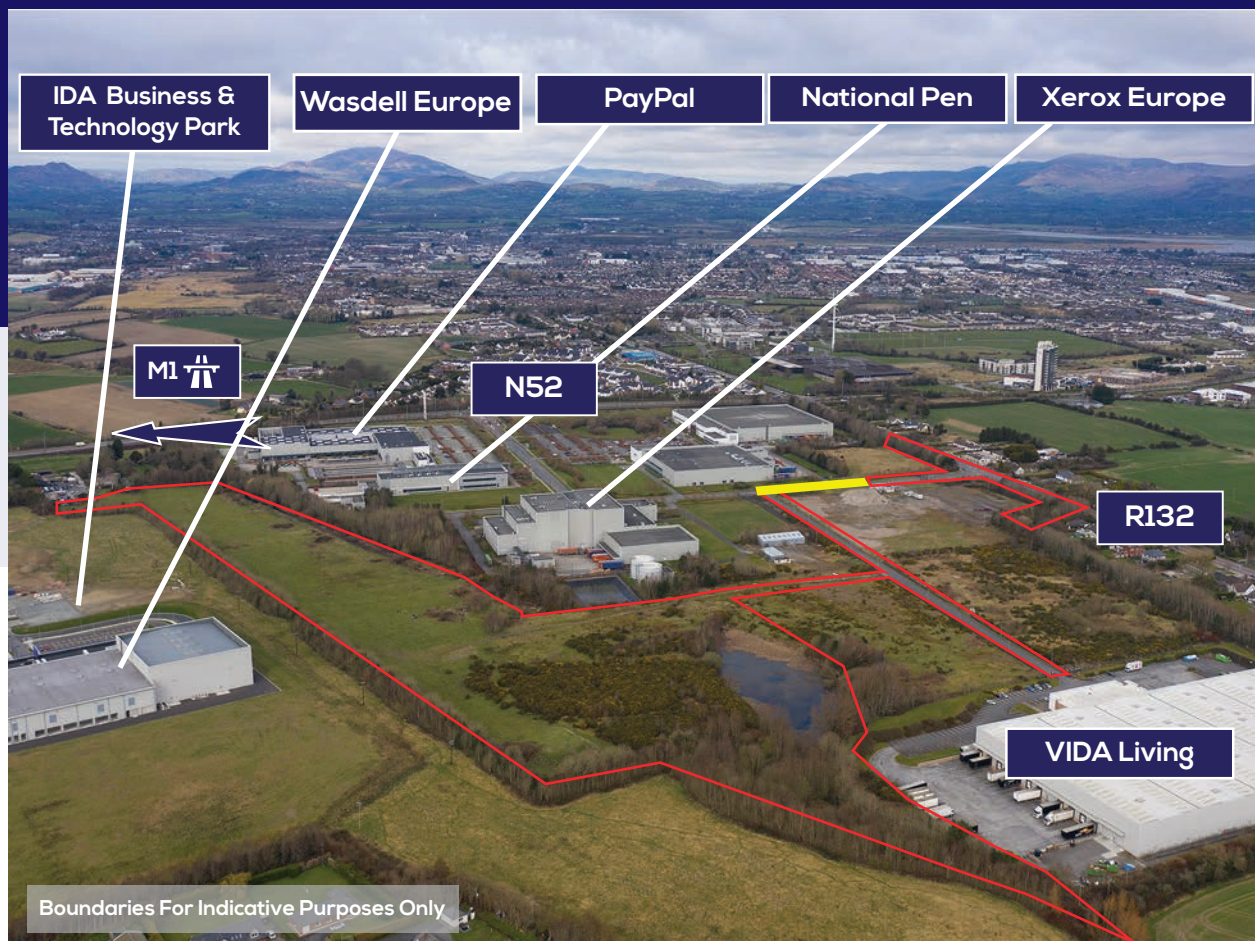 IDA Business &
Technology Park
Wasdell Europe
PayPal
National Pen
Xerox Europe
M1
N52
R132
VIDA Living
Boundaries For Indicative Purposes Only